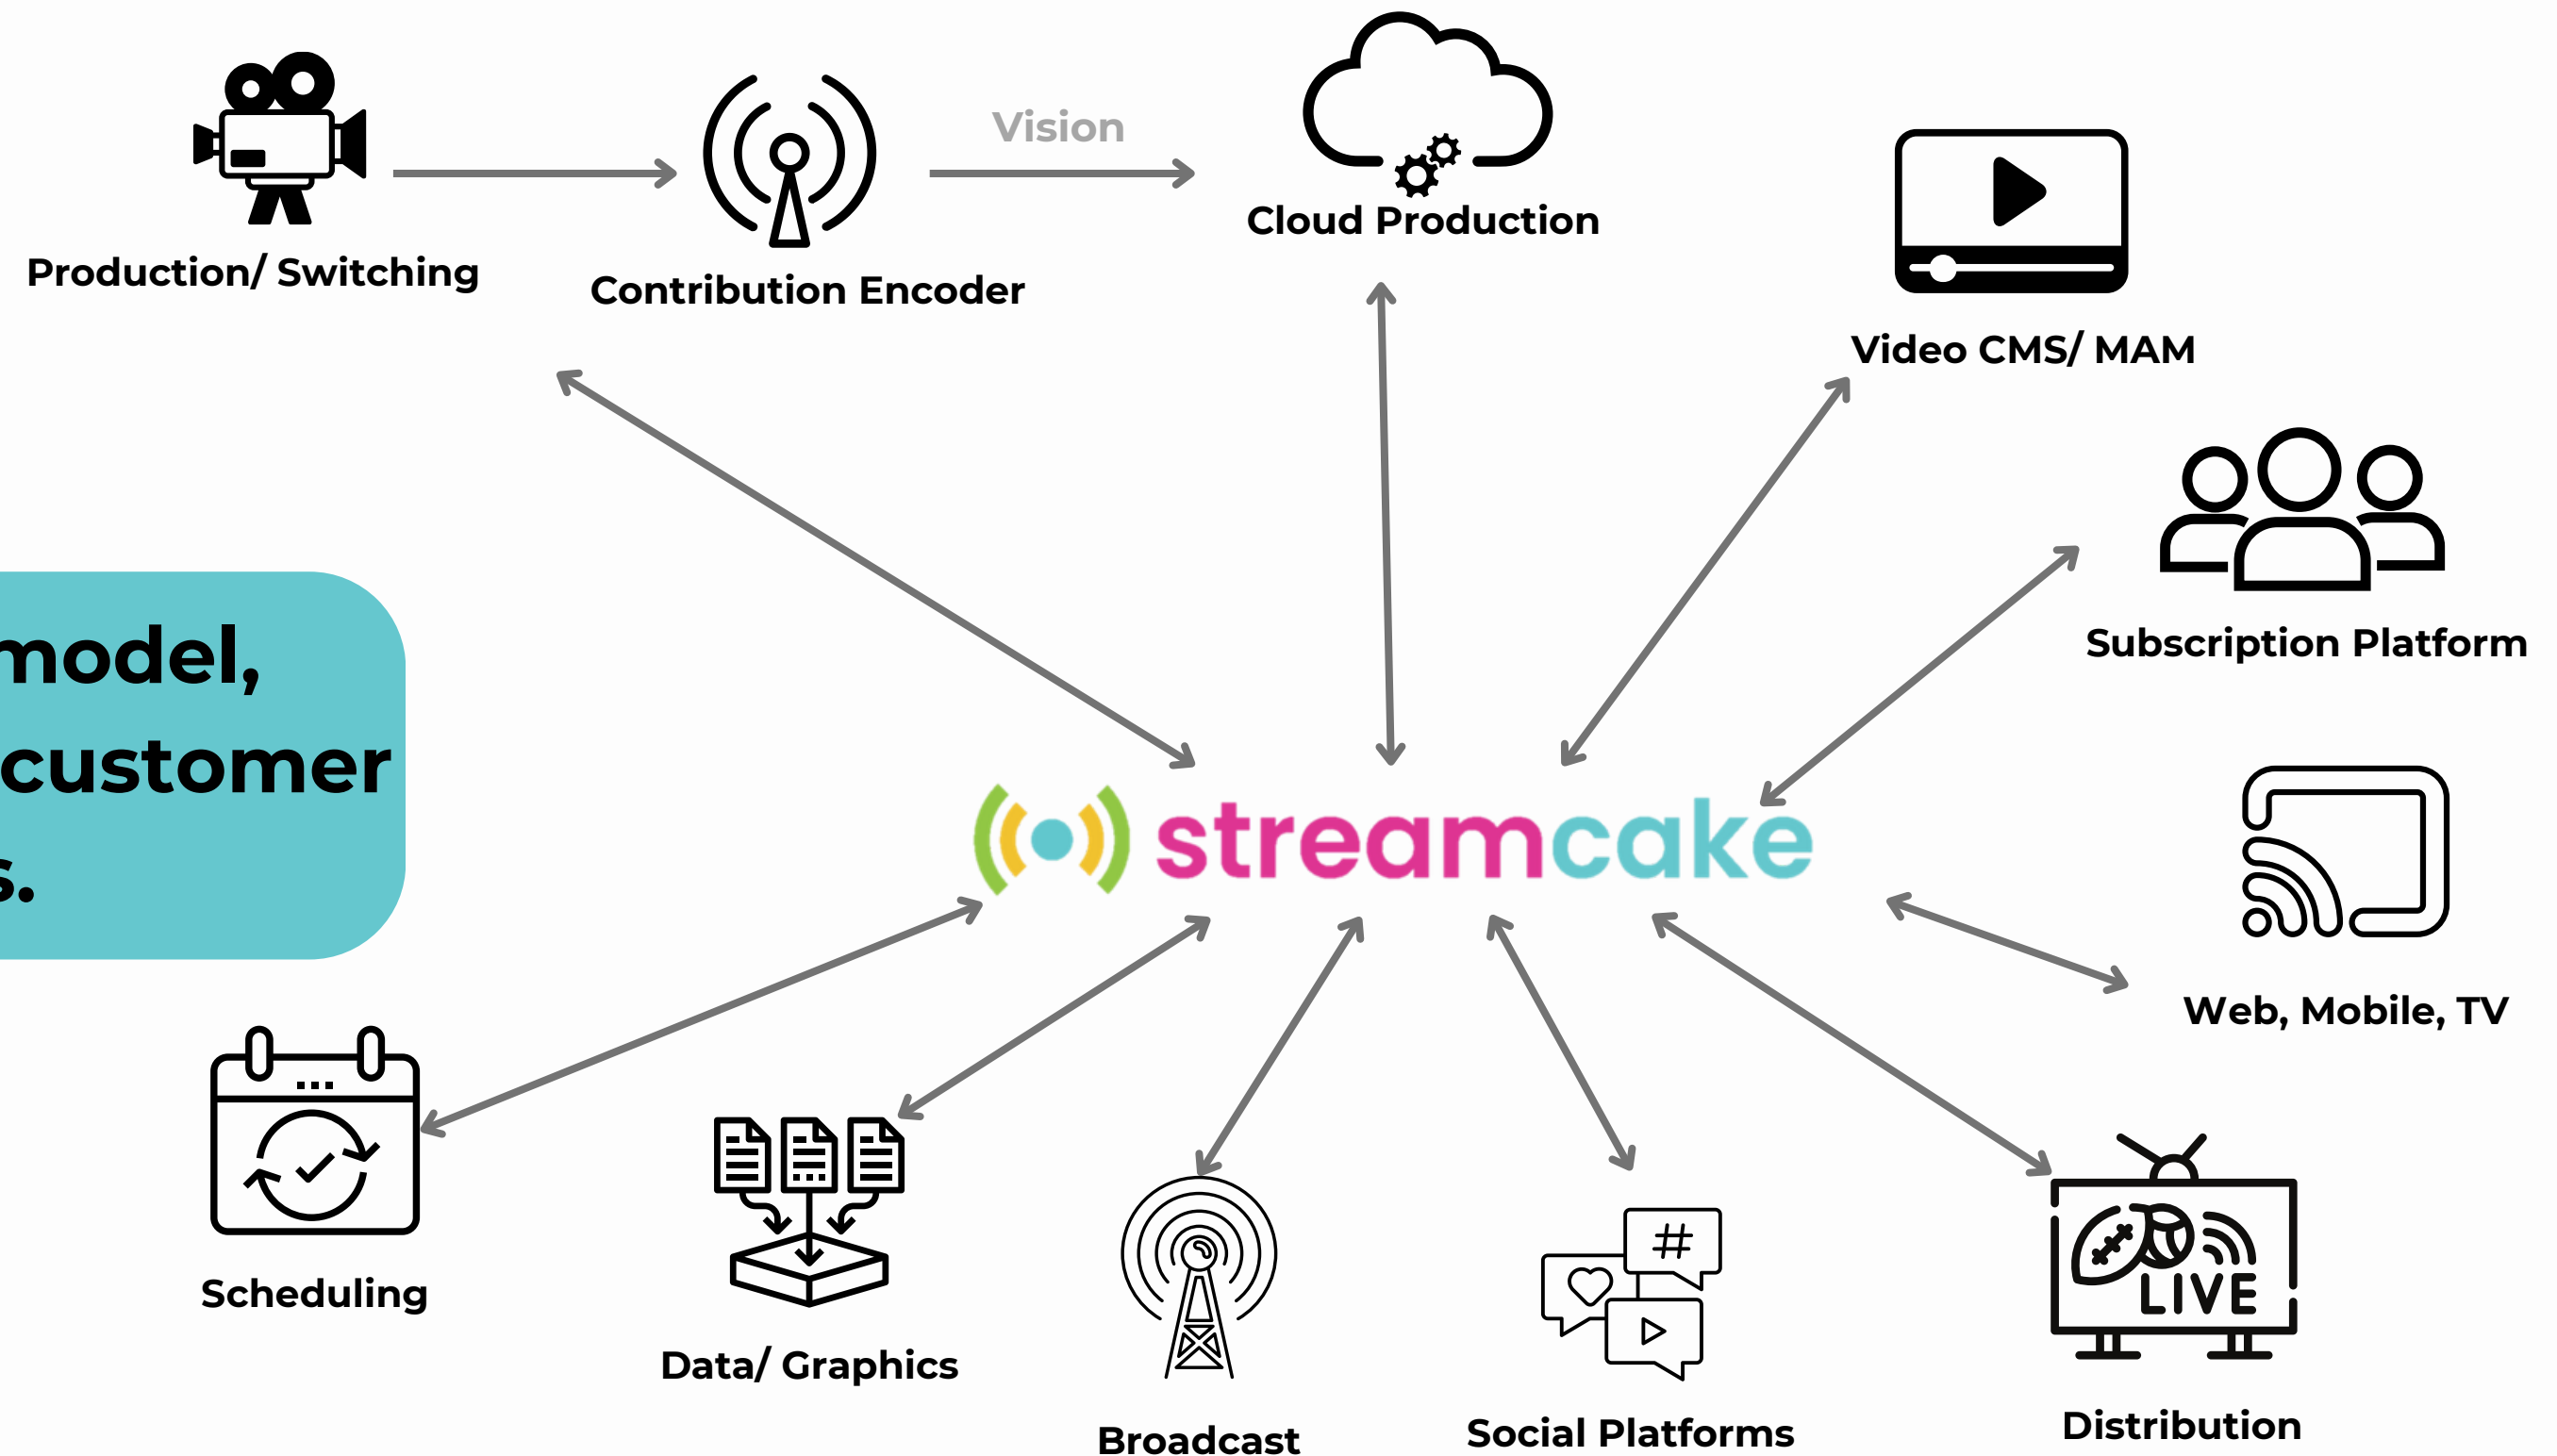 Vision
Cloud Production
Production/ Switching
Contribution Encoder
Video CMS/ MAM
Subscription Platform
model,
customer
s.
streamcake
Web, Mobile, TV
Scheduling
#
LIVE
Data/ Graphics
Broadcast
Social Platforms
Distribution